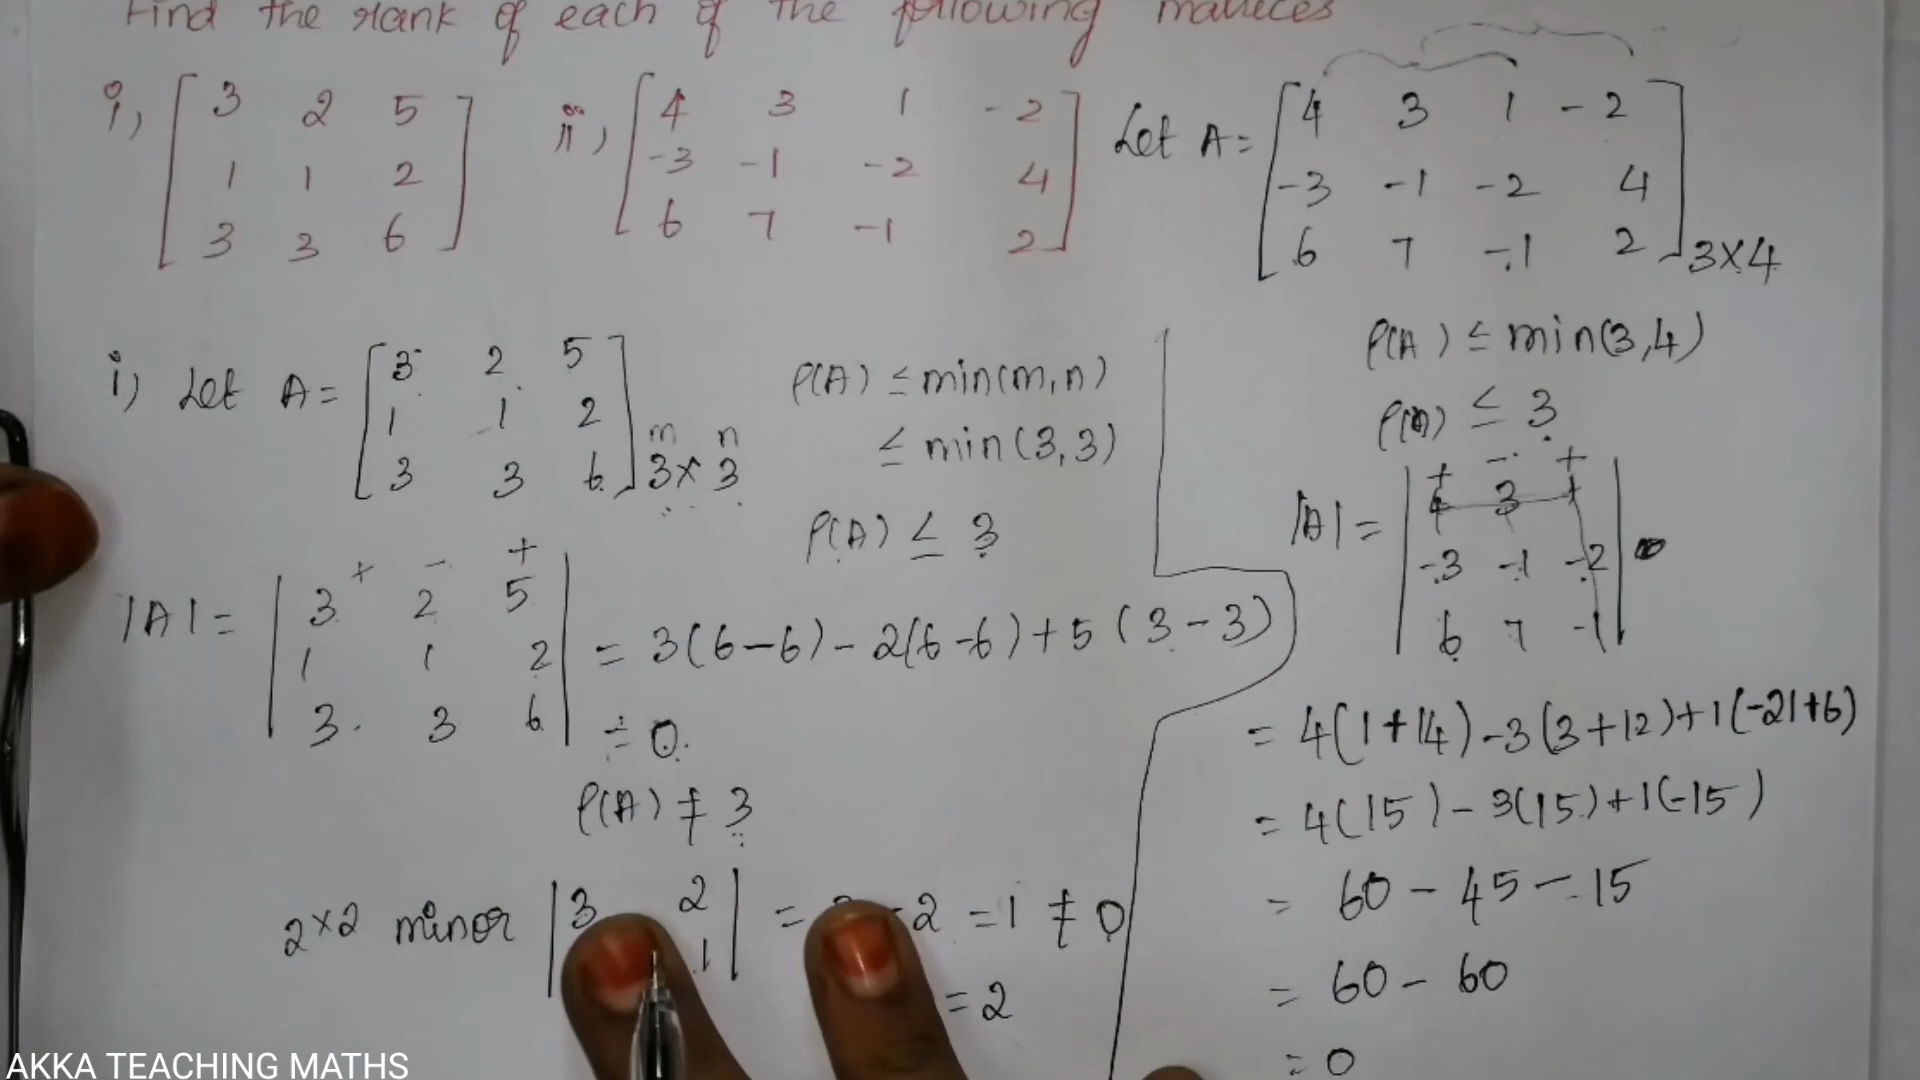 Find the rank of each of the following matrices
i, [ 3 2 5
1 1 2
3 3 6 ]
ii, [ 4 3 1 -2
-3 -1 -2 4
6 7 -1 2 ]
Let A = [ 4 3 1 -2
-3 -1 -2 4
6 7 -1 2 ] 3×4
i) Let A = [ 3 2 5
1 1 2
3 3 6 ] 3×3
m n
ρ(A) ≤ min(m,n)
≤ min(3,3)
ρ(A) ≤ 3
|A| = | 3 2 5
+ - +
1 1 2
3 3 6 | = 3(6-6) - 2(6-6) + 5(3-3)
= 0.
ρ(A) ≠ 3
2×2 minor | 3 2
1 | = -2 = 1 ≠ 0
= 2
ρ(A) ≤ min(3,4)
ρ(A) ≤ 3
+ - +
|A| = | 4 3 1
-3 -1 -2
6 7 -1 |
= 4(1+14) - 3(3+12) + 1(-21+6)
= 4(15) - 3(15) + 1(-15)
= 60 - 45 - 15
= 60 - 60
= 0
AKKA TEACHING MATHS